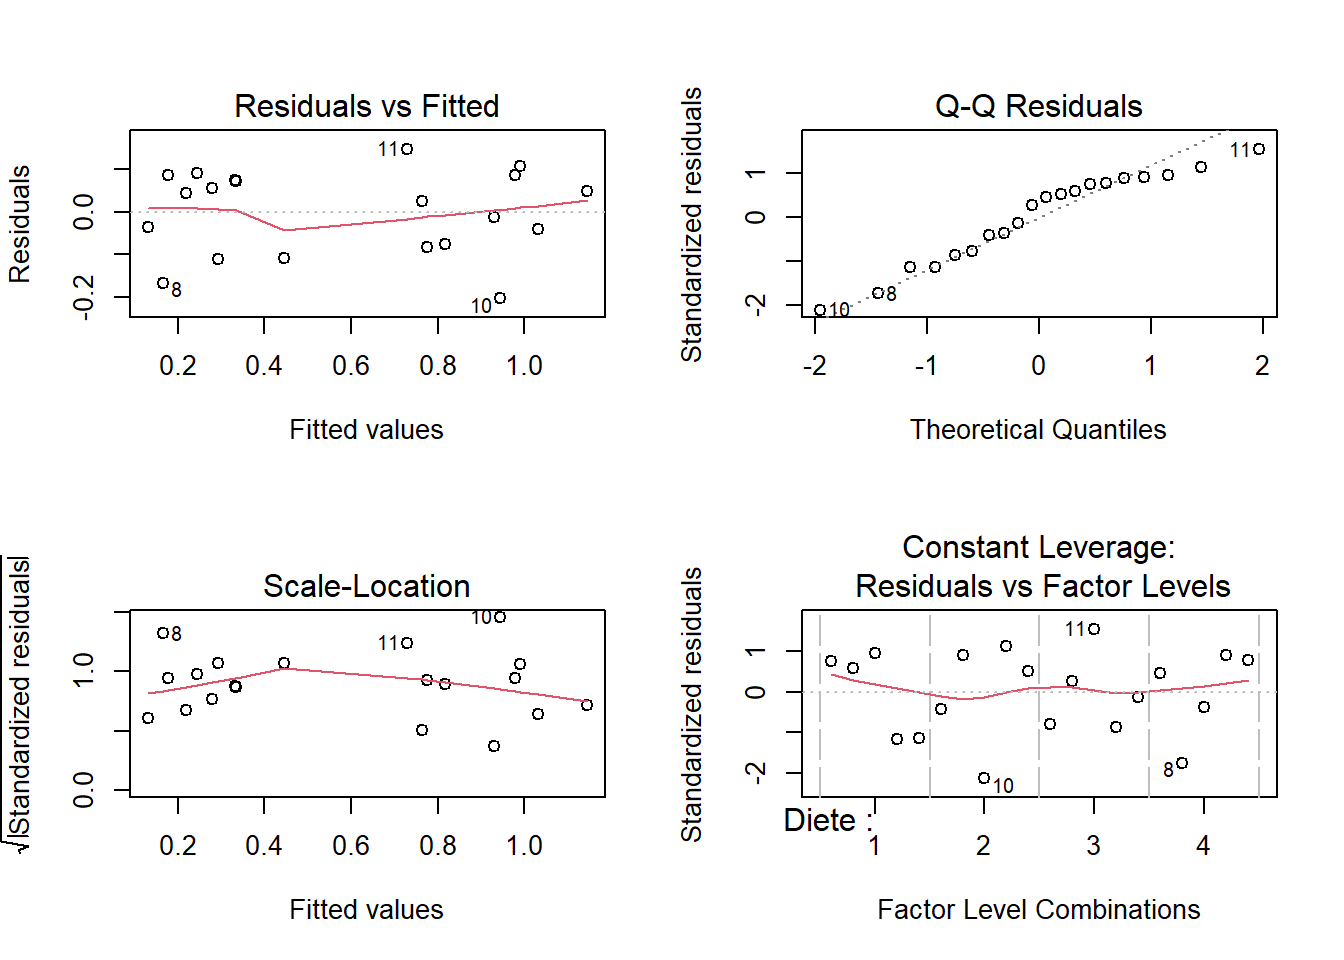 Residuals vs Fitted
Residuals
0.0
-0.2
11
8
10
0.2 0.4 0.6 0.8 1.0
Fitted values
Q-Q Residuals
Standardized residuals
1
0
-2
11
10
8
-2 -1 0 1 2
Theoretical Quantiles
Scale-Location
√|Standardized residuals|
1.0
0.0
8
11
10
0.2 0.4 0.6 0.8 1.0
Fitted values
Constant Leverage:
Residuals vs Factor Levels
Standardized residuals
1
0
-2
11
10
8
Diete :
1 2 3 4
Factor Level Combinations